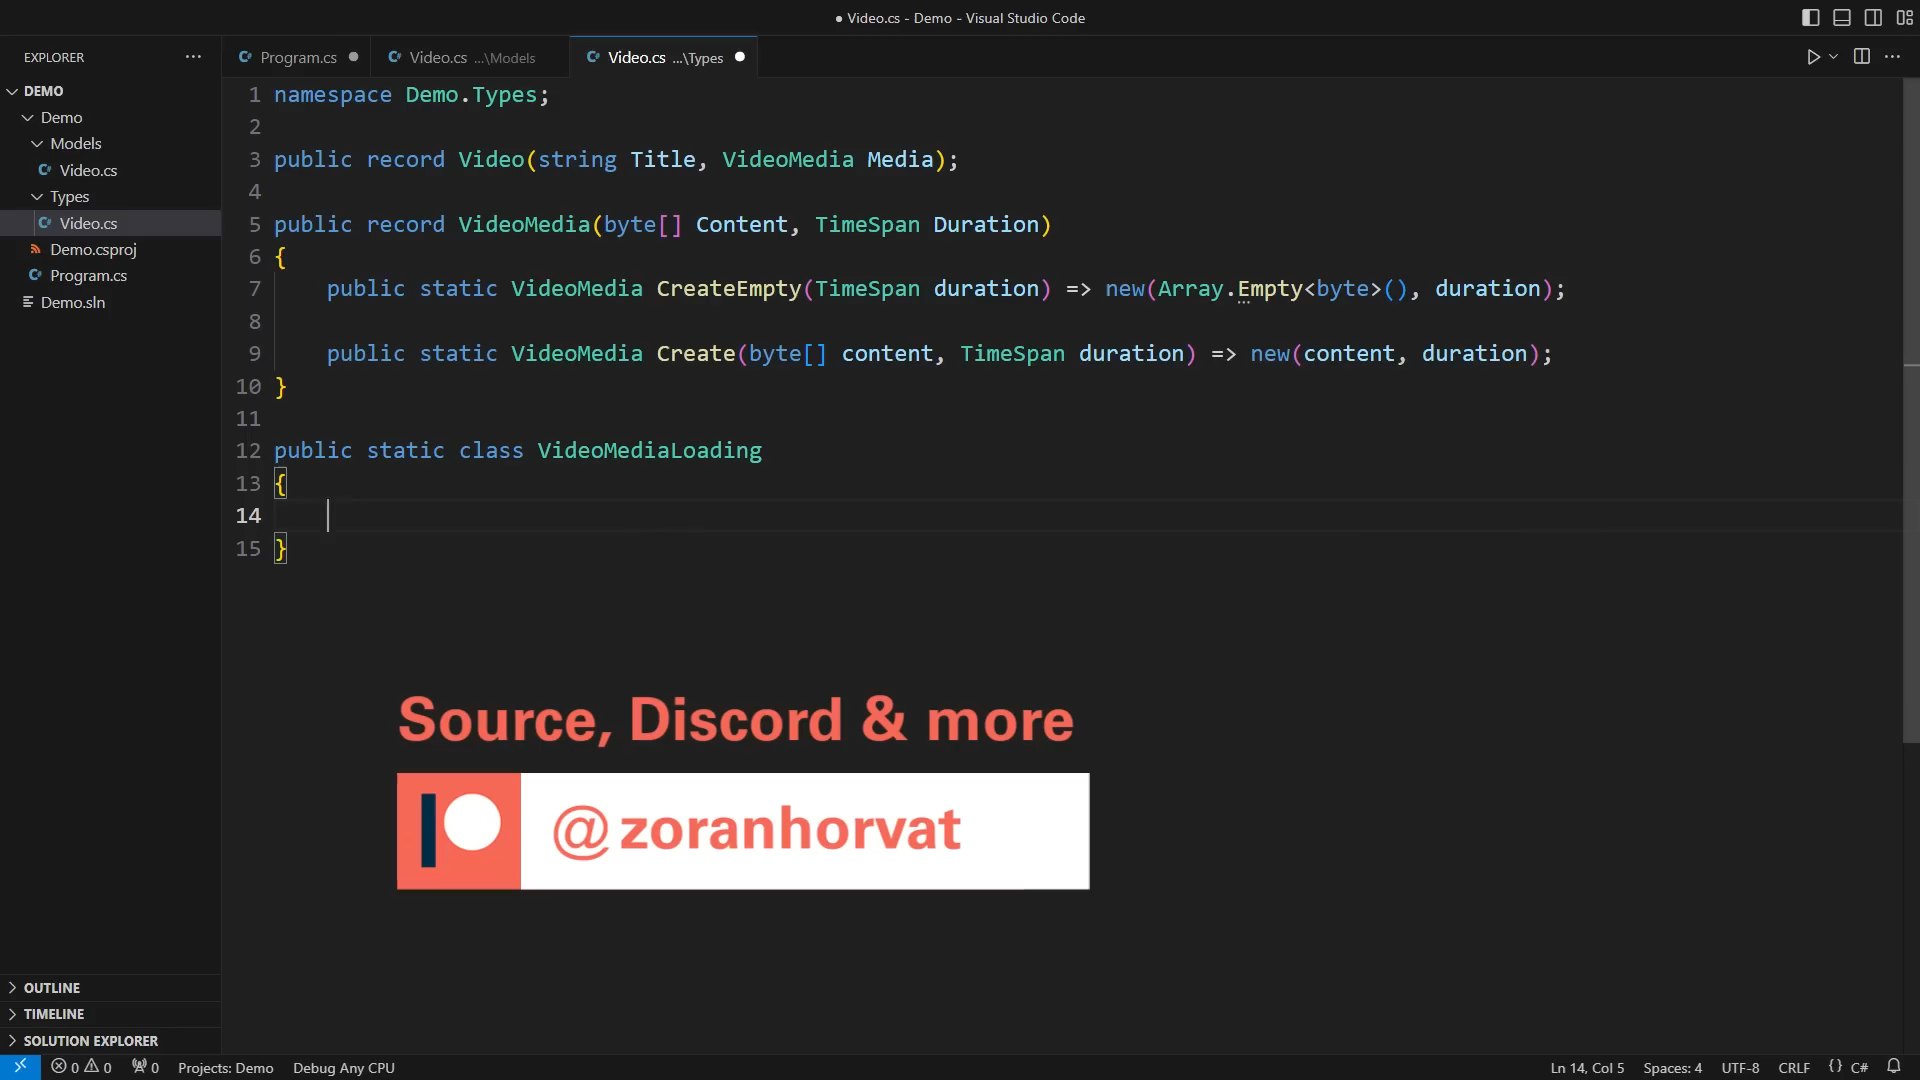 Video.cs - Demo - Visual Studio Code
EXPLORER
Program.cs
Video.cs ...\Models
Video.cs ...\Types
DEMO
Demo
Models
Video.cs
Types
Video.cs
Demo.csproj
Program.cs
Demo.sln
1 namespace Demo.Types;
2
3 public record Video(string Title, VideoMedia Media);
4
5 public record VideoMedia(byte[] Content, TimeSpan Duration)
6 {
7 public static VideoMedia CreateEmpty(TimeSpan duration) => new(Array.Empty<byte>(), duration);
8
9 public static VideoMedia Create(byte[] content, TimeSpan duration) => new(content, duration);
10 }
11
12 public static class VideoMediaLoading
13 {
14
15 }
Source, Discord & more
@zoranhorvat
OUTLINE
TIMELINE
SOLUTION EXPLORER
0 0 0 Projects: Demo Debug Any CPU
Ln 14, Col 5 Spaces: 4 UTF-8 CRLF {} C#